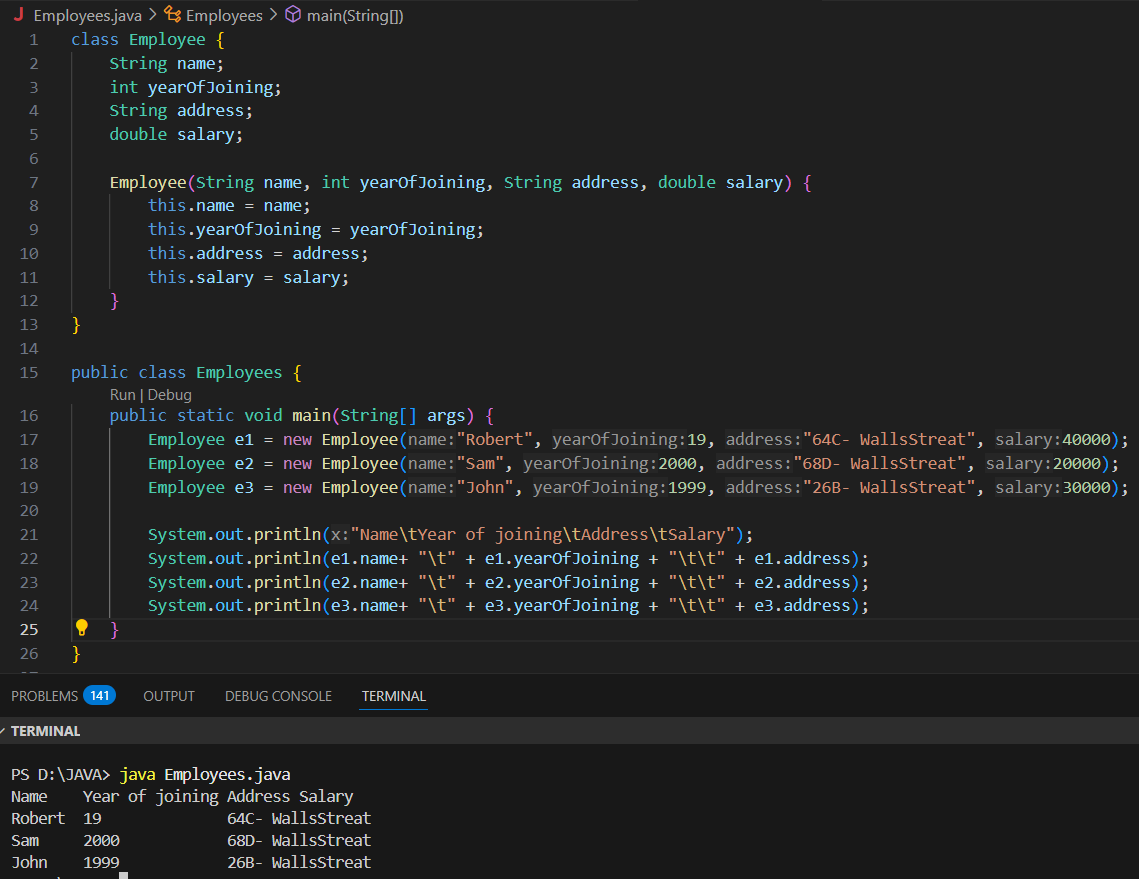 Employees.java > Employees > main(String[])
1 class Employee {
2 String name;
3 int yearOfJoining;
4 String address;
5 double salary;
6
7 Employee(String name, int yearOfJoining, String address, double salary) {
8 this.name = name;
9 this.yearOfJoining = yearOfJoining;
10 this.address = address;
11 this.salary = salary;
12 }
13 }
14
15 public class Employees {
Run | Debug
16 public static void main(String[] args) {
17 Employee e1 = new Employee(name:"Robert", yearOfJoining:19, address:"64C- WallsStreat", salary:40000);
18 Employee e2 = new Employee(name:"Sam", yearOfJoining:2000, address:"68D- WallsStreat", salary:20000);
19 Employee e3 = new Employee(name:"John", yearOfJoining:1999, address:"26B- WallsStreat", salary:30000);
20
21 System.out.println(x:"Name\tYear of joining\tAddress\tSalary");
22 System.out.println(e1.name+ "\t" + e1.yearOfJoining + "\t\t" + e1.address);
23 System.out.println(e2.name+ "\t" + e2.yearOfJoining + "\t\t" + e2.address);
24 System.out.println(e3.name+ "\t" + e3.yearOfJoining + "\t\t" + e3.address);
25 }
26 }
PROBLEMS 141 OUTPUT DEBUG CONSOLE TERMINAL
TERMINAL
PS D:\JAVA> java Employees.java
Name Year of joining Address Salary
Robert 19 64C- WallsStreat
Sam 2000 68D- WallsStreat
John 1999 26B- WallsStreat